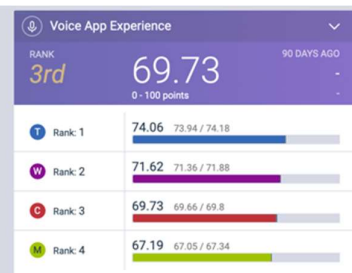 Voice App Experience
RANK
3rd
69.73
0 - 100 points
90 DAYS AGO
-
-
T Rank: 1 74.06 73.94 / 74.18
W Rank: 2 71.62 71.36 / 71.88
C Rank: 3 69.73 69.66 / 69.8
M Rank: 4 67.19 67.05 / 67.34